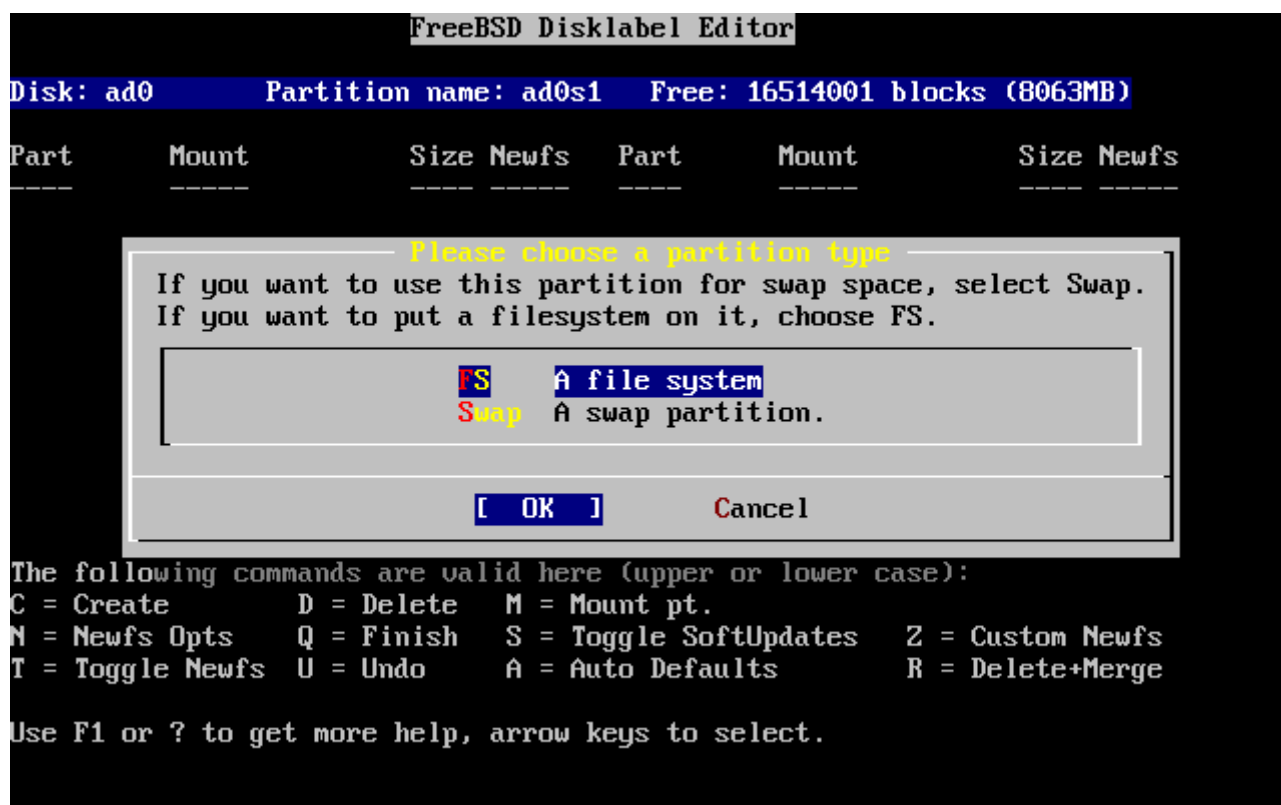 FreeBSD Disklabel Editor
Disk: ad0 Partition name: ad0s1 Free: 16514001 blocks (8063MB)
Part Mount Size Newfs Part Mount Size Newfs
---- ----- ---- ----- ---- ----- ---- -----
Please choose a partition type
If you want to use this partition for swap space, select Swap.
If you want to put a filesystem on it, choose FS.
FS A file system
Swap A swap partition.
[ OK ] Cancel
The following commands are valid here (upper or lower case):
C = Create D = Delete M = Mount pt.
N = Newfs Opts Q = Finish S = Toggle SoftUpdates Z = Custom Newfs
T = Toggle Newfs U = Undo A = Auto Defaults R = Delete+Merge
Use F1 or ? to get more help, arrow keys to select.